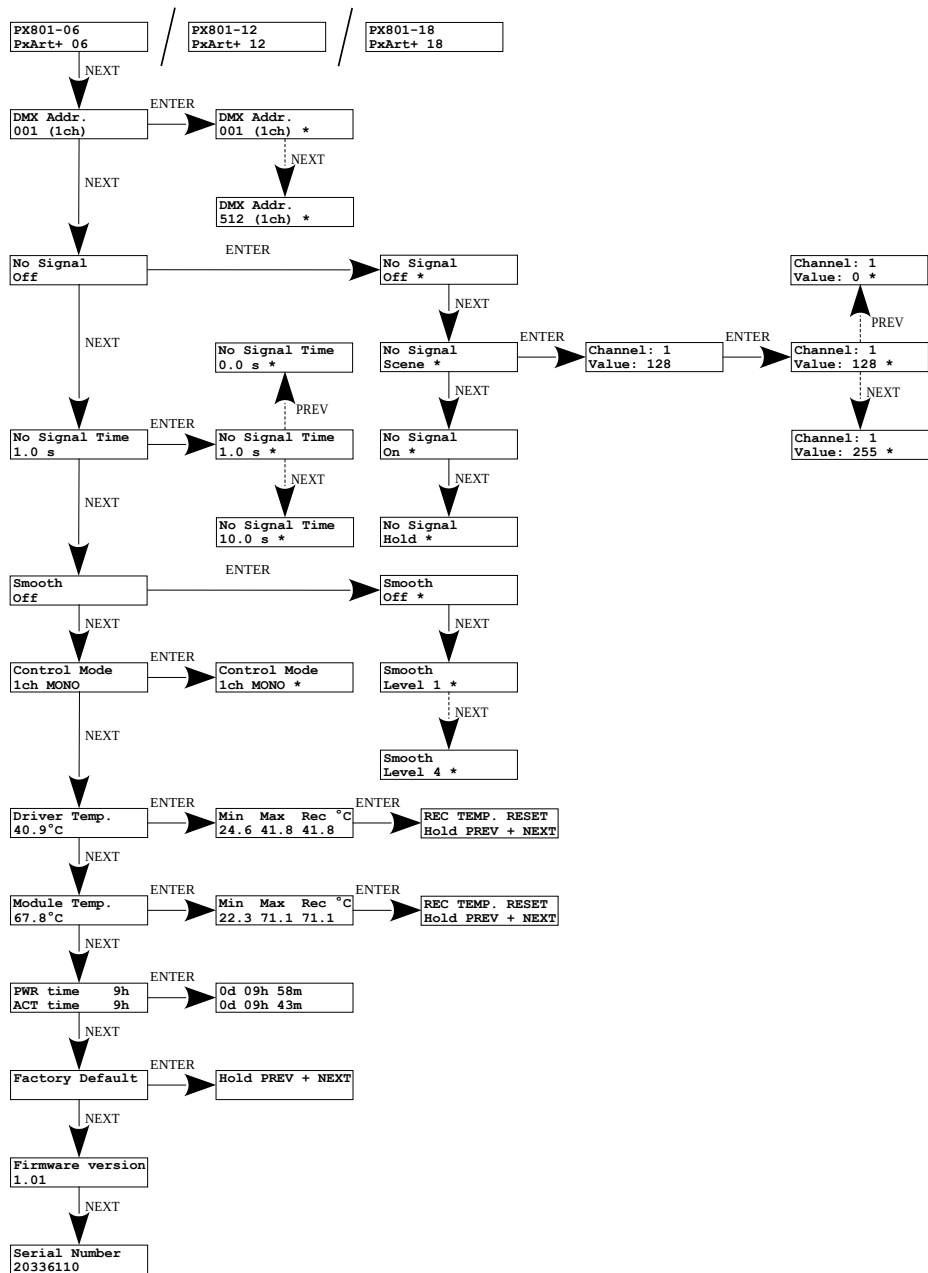 PX801-06
PxArt+ 06
/
PX801-12
PxArt+ 12
/
PX801-18
PxArt+ 18
NEXT
DMX Addr.
001 (1ch)
ENTER
DMX Addr.
001 (1ch) *
NEXT
DMX Addr.
512 (1ch) *
NEXT
No Signal
Off
ENTER
No Signal
Off *
NEXT
No Signal
Scene *
ENTER
Channel: 1
Value: 128
ENTER
Channel: 1
Value: 128 *
PREV
Channel: 1
Value: 0 *
NEXT
Channel: 1
Value: 255 *
NEXT
No Signal
On *
NEXT
No Signal
Hold *
NEXT
No Signal Time
1.0 s
ENTER
No Signal Time
1.0 s *
PREV
No Signal Time
0.0 s *
NEXT
No Signal Time
10.0 s *
NEXT
Smooth
Off
ENTER
Smooth
Off *
NEXT
Smooth
Level 1 *
NEXT
Smooth
Level 4 *
NEXT
Control Mode
1ch MONO
ENTER
Control Mode
1ch MONO *
NEXT
Driver Temp.
40.9°C
ENTER
Min Max Rec °C
24.6 41.8 41.8
ENTER
REC TEMP. RESET
Hold PREV + NEXT
NEXT
Module Temp.
67.8°C
ENTER
Min Max Rec °C
22.3 71.1 71.1
ENTER
REC TEMP. RESET
Hold PREV + NEXT
NEXT
PWR time 9h
ACT time 9h
ENTER
0d 09h 58m
0d 09h 43m
NEXT
Factory Default
ENTER
Hold PREV + NEXT
NEXT
Firmware version
1.01
NEXT
Serial Number
20336110